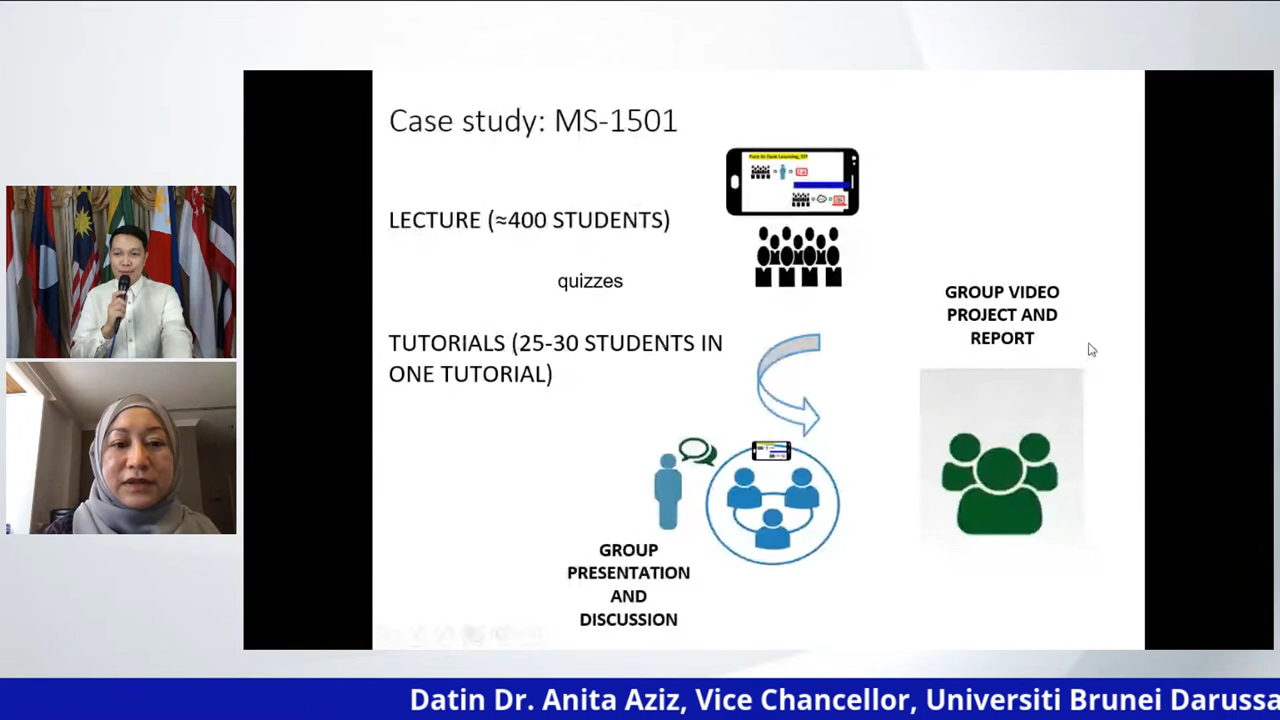 Case study: MS-1501
LECTURE (≈400 STUDENTS)
quizzes
TUTORIALS (25-30 STUDENTS IN
ONE TUTORIAL)
GROUP VIDEO
PROJECT AND
REPORT
GROUP
PRESENTATION
AND
DISCUSSION
Datin Dr. Anita Aziz, Vice Chancellor, Universiti Brunei Darussa